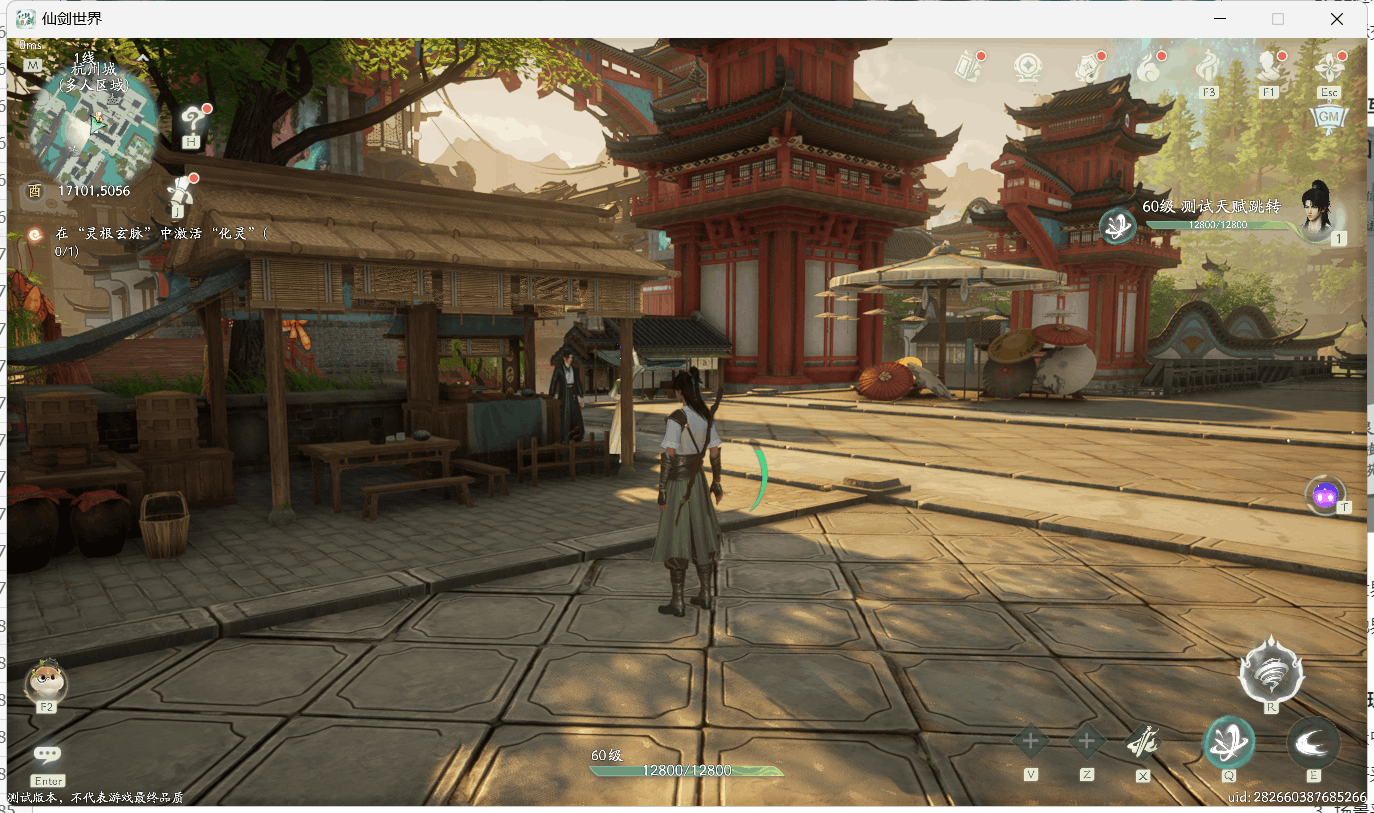 仙剑世界
0ms
M
1线
杭州城
(多人区域)
H
酉
17101,5056
J
在“灵根玄脉”中激活“化灵”(
0/1)
F3
F1
Esc
GM
60级 测试天赋跳转
12800/12800
1
T
F2
Enter
测试版本，不代表游戏最终品质
60级
12800/12800
R
V
Z
X
Q
E
uid: 282660387685266